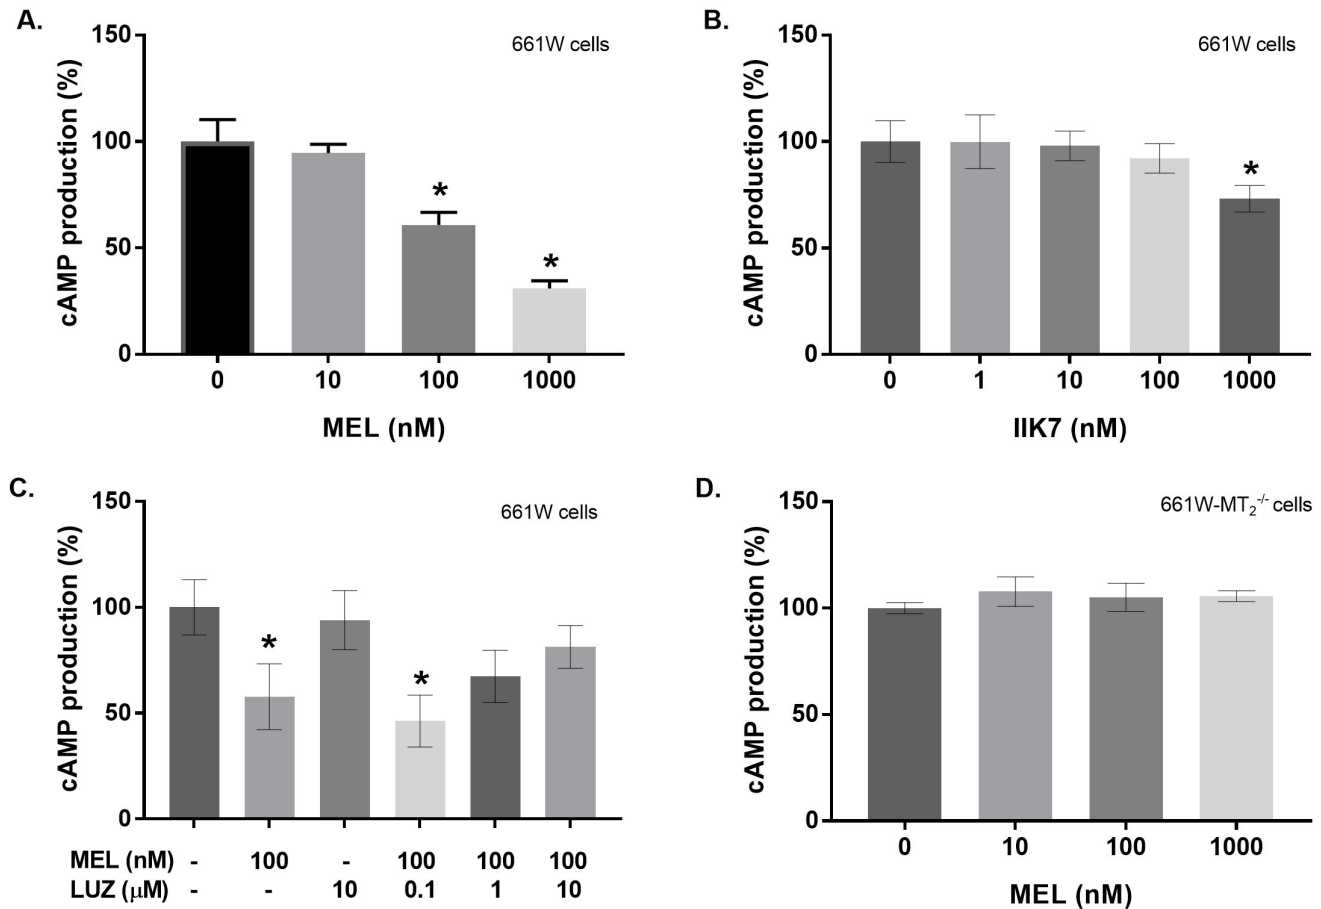 A.
661W cells
cAMP production (%)
150
100
50
0
*
*
0 10 100 1000
MEL (nM)
B.
661W cells
cAMP production (%)
150
100
50
0
*
0 1 10 100 1000
IIK7 (nM)
C.
661W cells
cAMP production (%)
150
100
50
0
*
*
MEL (nM) - 100 - 100 100 100
LUZ (μM) - - 10 0.1 1 10
D.
661W-MT₂⁻/⁻ cells
cAMP production (%)
150
100
50
0
0 10 100 1000
MEL (nM)